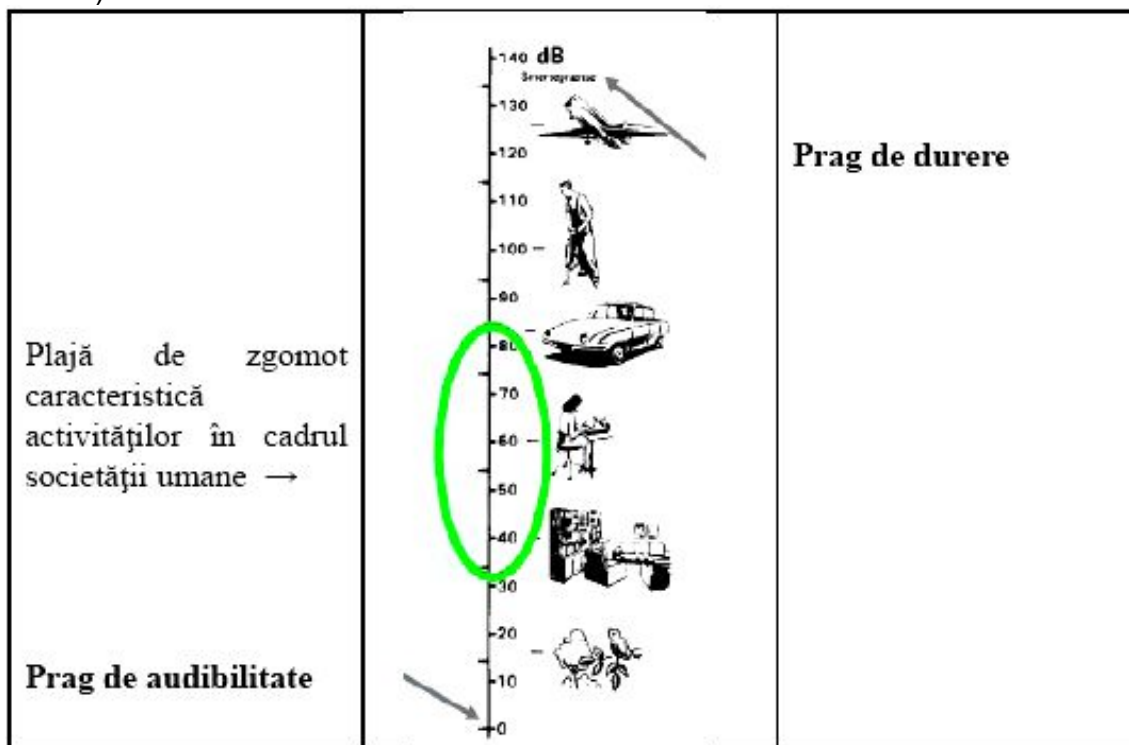 140 dB
130
120
Prag de durere
110
100
90
80
Plajă de zgomot
caracteristică
activităţilor în cadrul
societăţii umane →
70
60
50
40
30
20
Prag de audibilitate
10
0